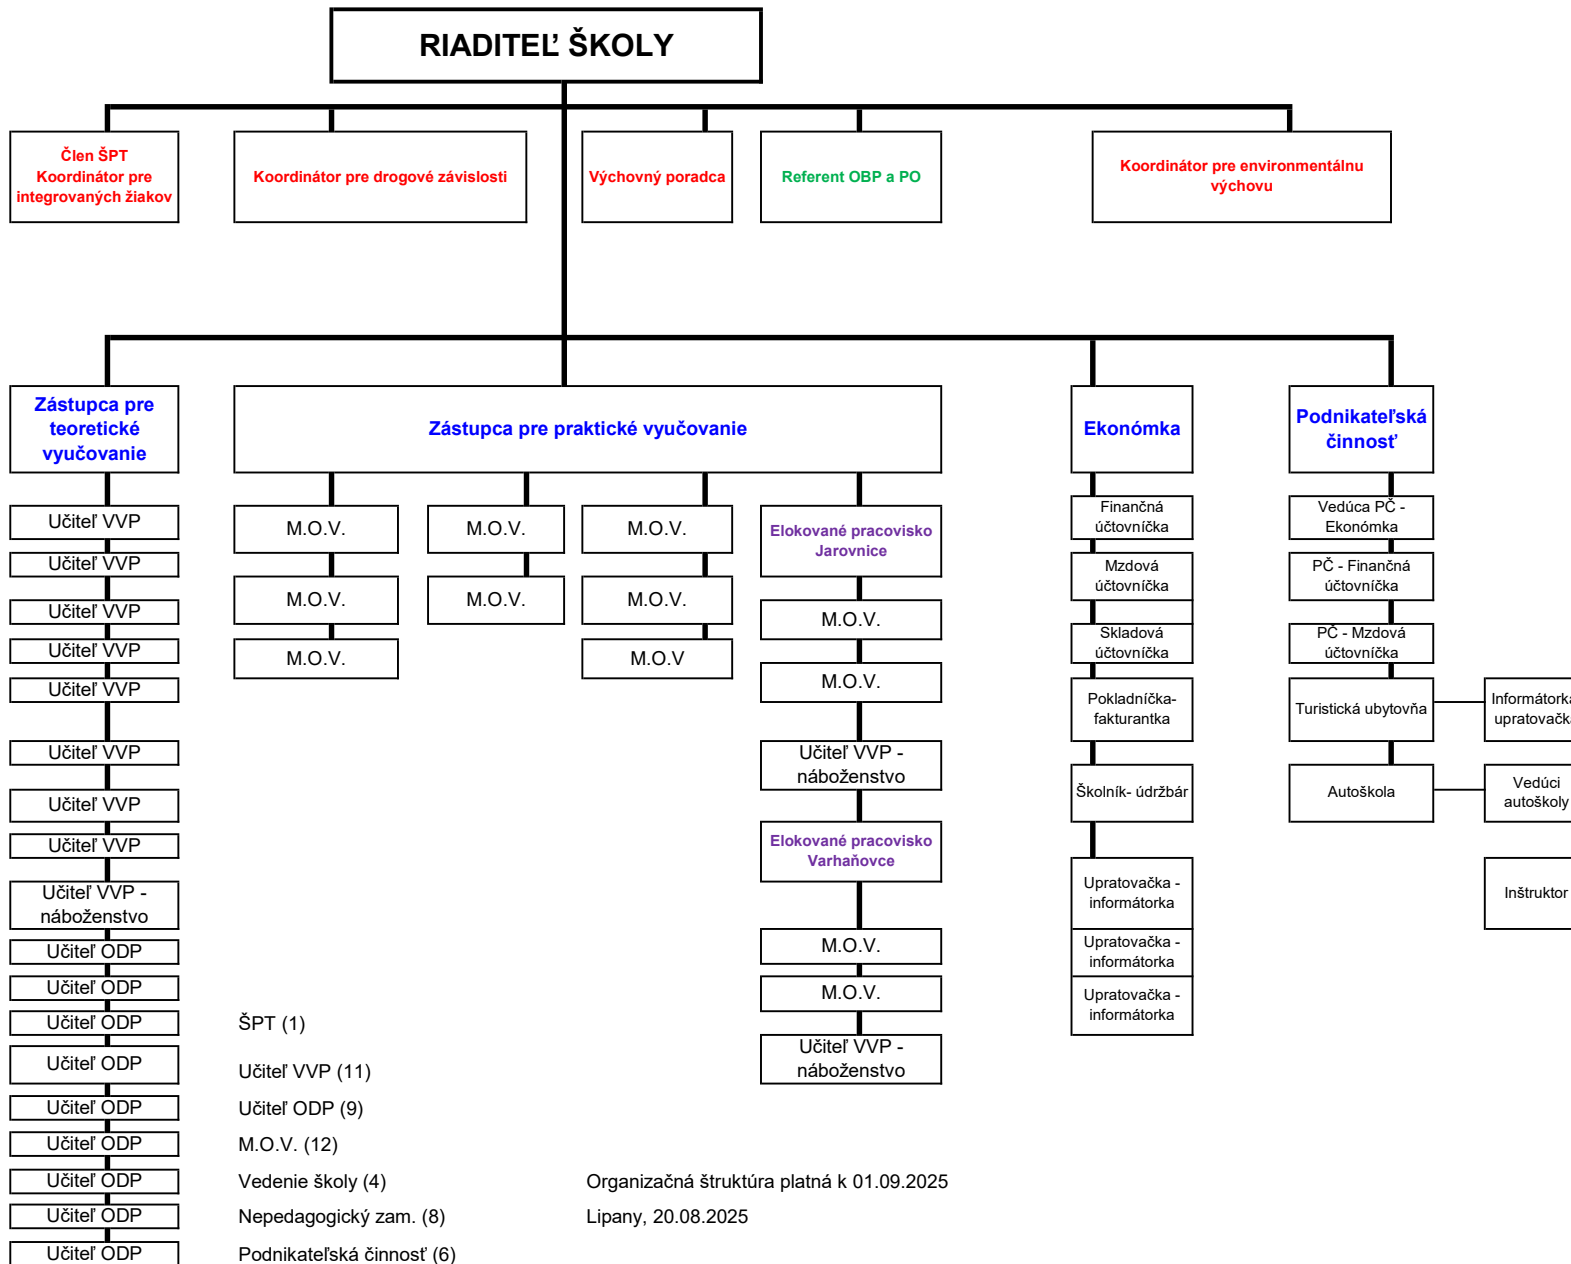 RIADITEĽ ŠKOLY
Člen ŠPT
Koordinátor pre
integrovaných žiakov
Koordinátor pre drogové závislosti
Výchovný poradca
Referent OBP a PO
Koordinátor pre environmentálnu
výchovu
Zástupca pre
teoretické
vyučovanie
Zástupca pre praktické vyučovanie
Ekonómka
Podnikateľská
činnosť
Učiteľ VVP
Učiteľ VVP
Učiteľ VVP
Učiteľ VVP
Učiteľ VVP
Učiteľ VVP
Učiteľ VVP
Učiteľ VVP
Učiteľ VVP -
náboženstvo
Učiteľ ODP
Učiteľ ODP
Učiteľ ODP
Učiteľ ODP
Učiteľ ODP
Učiteľ ODP
Učiteľ ODP
Učiteľ ODP
Učiteľ ODP
M.O.V.
M.O.V.
M.O.V.
M.O.V.
M.O.V.
M.O.V.
M.O.V.
M.O.V
Elokované pracovisko
Jarovnice
M.O.V.
M.O.V.
Učiteľ VVP -
náboženstvo
Elokované pracovisko
Varhaňovce
M.O.V.
M.O.V.
Učiteľ VVP -
náboženstvo
Finančná
účtovníčka
Mzdová
účtovníčka
Skladová
účtovníčka
Pokladníčka-
fakturantka
Školník- údržbár
Upratovačka -
informátorka
Upratovačka -
informátorka
Upratovačka -
informátorka
Vedúca PČ -
Ekonómka
PČ - Finančná
účtovníčka
PČ - Mzdová
účtovníčka
Turistická ubytovňa
Informátorka
upratovačka
Autoškola
Vedúci
autoškoly
Inštruktor
ŠPT (1)
Učiteľ VVP (11)
Učiteľ ODP (9)
M.O.V. (12)
Vedenie školy (4)
Nepedagogický zam. (8)
Podnikateľská činnosť (6)
Organizačná štruktúra platná k 01.09.2025
Lipany, 20.08.2025